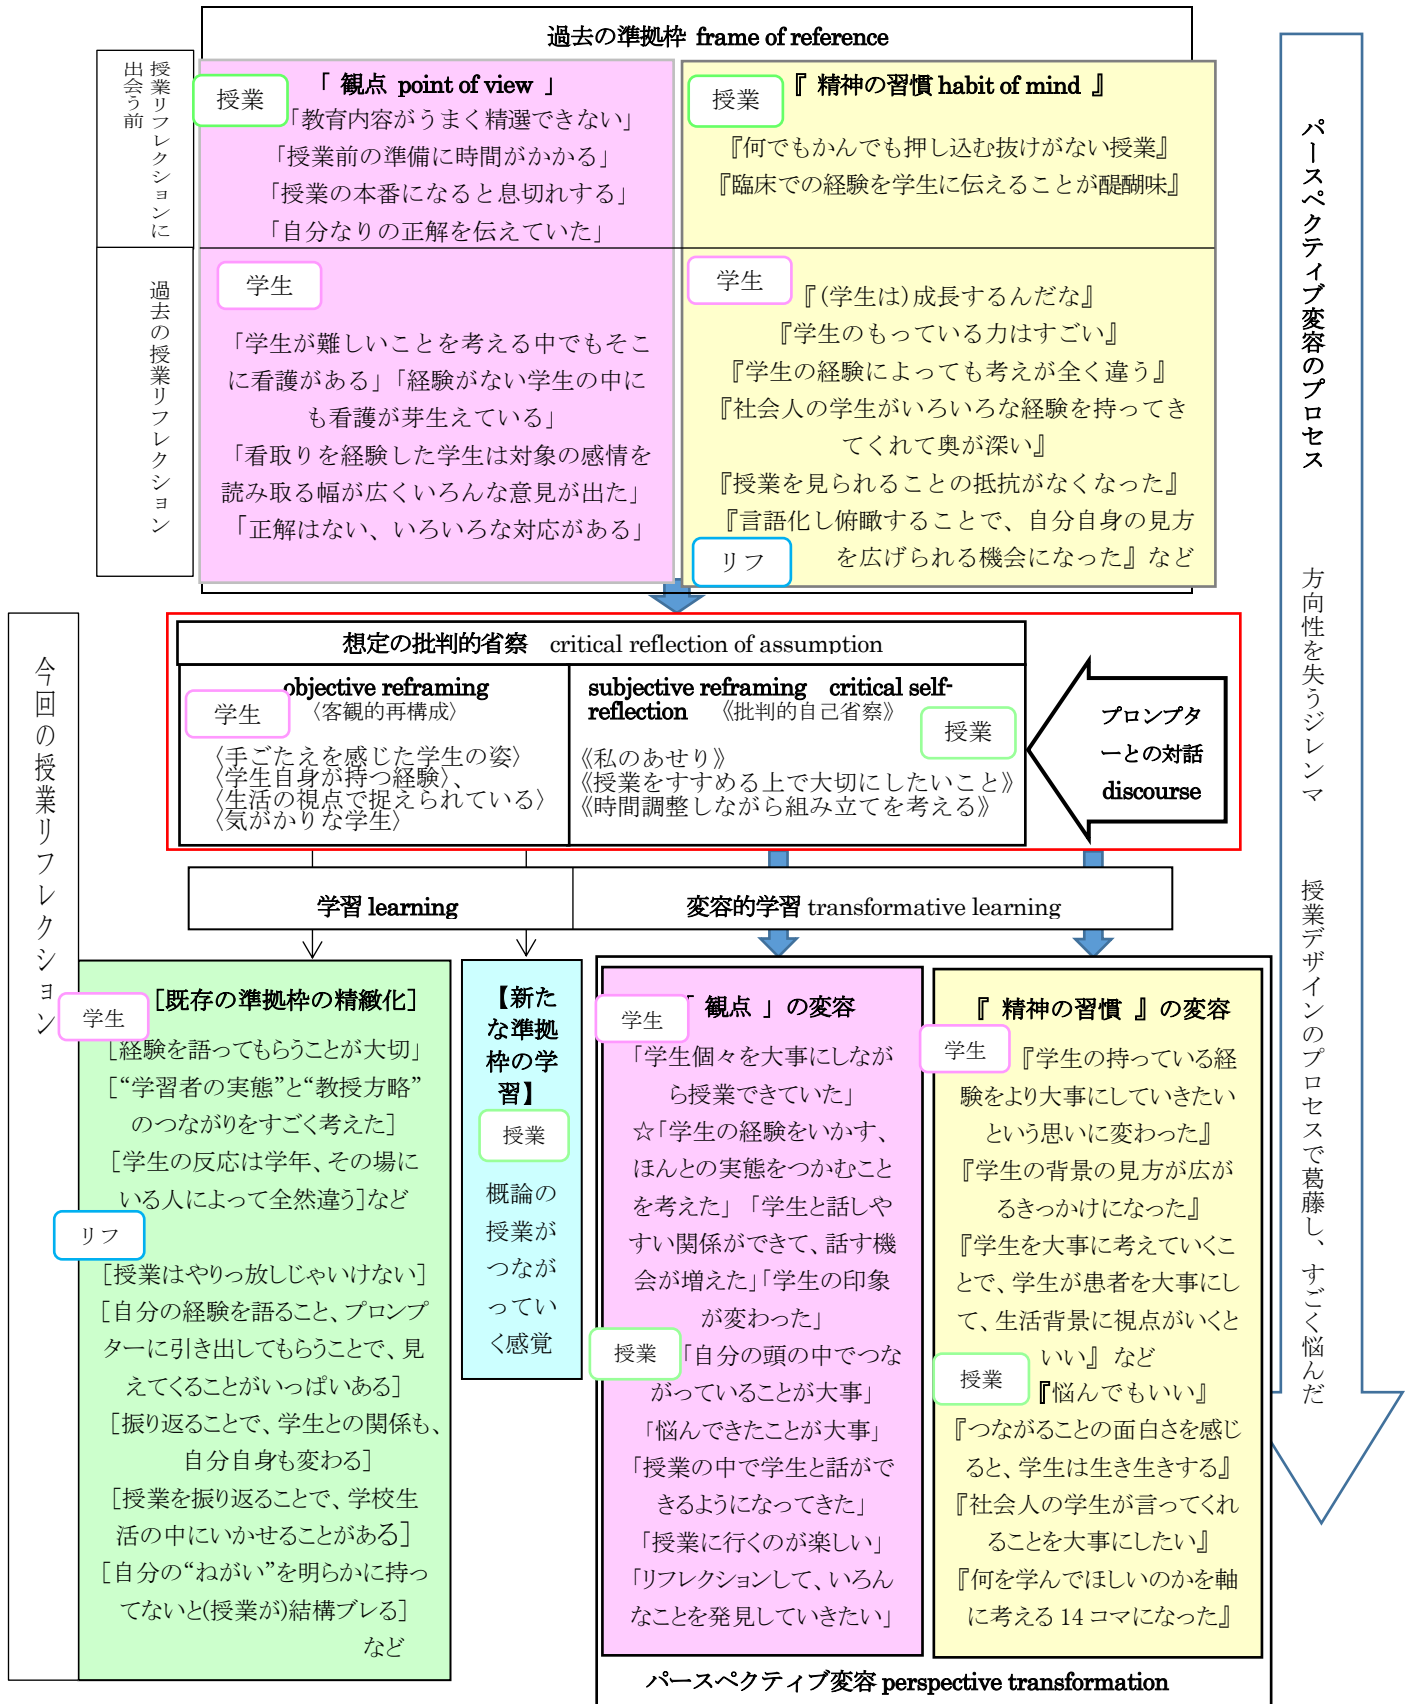 過去の準拠枠 frame of reference
授業リフレクションに
出会う前
授業
「 観点 point of view 」
「教育内容がうまく精選できない」
「授業前の準備に時間がかかる」
「授業の本番になると息切れする」
「自分なりの正解を伝えていた」
授業
『 精神の習慣 habit of mind 』
『何でもかんでも押し込む抜けがない授業』
『臨床での経験を学生に伝えることが醍醐味』
過去の授業リフレクション
学生
「学生が難しいことを考える中でもそこ
に看護がある」「経験がない学生の中に
も看護が芽生えている」
「看取りを経験した学生は対象の感情を
読み取る幅が広くいろんな意見が出た」
「正解はない、いろいろな対応がある」
学生
『(学生は)成長するんだな』
『学生のもっている力はすごい』
『学生の経験によっても考えが全く違う』
『社会人の学生がいろいろな経験を持ってき
てくれて奥が深い』
『授業を見られることの抵抗がなくなった』
『言語化し俯瞰することで、自分自身の見方
を広げられる機会になった』など
リフ
パースペクティブ変容のプロセス　方向性を失うジレンマ　授業デザインのプロセスで葛藤し、すごく悩んだ
今回の授業リフレクション
想定の批判的省察　critical reflection of assumption
objective reframing
〈客観的再構成〉
学生
〈手ごたえを感じた学生の姿〉
〈学生自身が持つ経験〉、
〈生活の視点で捉えられている〉
〈気がかりな学生〉
subjective reframing　critical self-
reflection　《批判的自己省察》
授業
《私のあせり》
《授業をすすめる上で大切にしたいこと》
《時間調整しながら組み立てを考える》
プロンプタ
ーとの対話
discourse
学習 learning
変容的学習 transformative learning
［既存の準拠枠の精緻化］
学生
［経験を語ってもらうことが大切」
［“学習者の実態”と“教授方略”
のつながりをすごく考えた］
［学生の反応は学年、その場に
いる人によって全然違う］など
リフ
［授業はやりっ放しじゃいけない］
［自分の経験を語ること、プロンプ
ターに引き出してもらうことで、見
えてくることがいっぱいある］
［振り返ることで、学生との関係も、
自分自身も変わる］
［授業を振り返ることで、学校生
活の中にいかせることがある］
［自分の“ねがい”を明らかに持っ
てないと(授業が)結構ブレる］
など
【新た
な準拠
枠の学
習】
授業
概論の
授業が
つなが
ってい
く感覚
「 観点 」の変容
学生
「学生個々を大事にしなが
ら授業できていた」
☆「学生の経験をいかす、
ほんとの実態をつかむこと
を考えた」「学生と話しや
すい関係ができて、話す機
会が増えた」「学生の印象
が変わった」
授業
「自分の頭の中でつな
がっていることが大事」
「悩んできたことが大事」
「授業の中で学生と話がで
きるようになってきた」
「授業に行くのが楽しい」
「リフレクションして、いろん
なことを発見していきたい」
『 精神の習慣 』の変容
学生
『学生の持っている経
験をより大事にしていきたい
という思いに変わった』
『学生の背景の見方が広が
るきっかけになった』
『学生を大事に考えていくこ
とで、学生が患者を大事にし
て、生活背景に視点がいくと
いい』など
授業
『悩んでもいい』
『つながることの面白さを感じ
ると、学生は生き生きする』
『社会人の学生が言ってくれ
ることを大事にしたい』
『何を学んでほしいのかを軸
に考える 14 コマになった』
パースペクティブ変容 perspective transformation